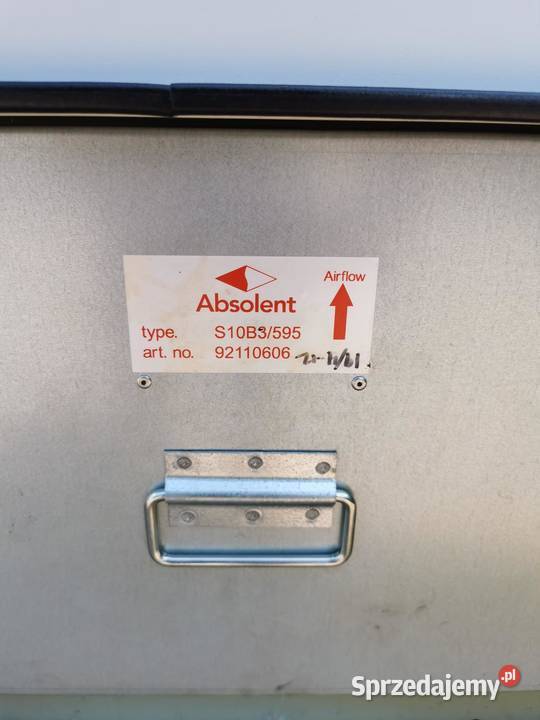 Airflow
Absolent
type. S10B3/595
art. no. 92110606
Sprzedajemy.pl